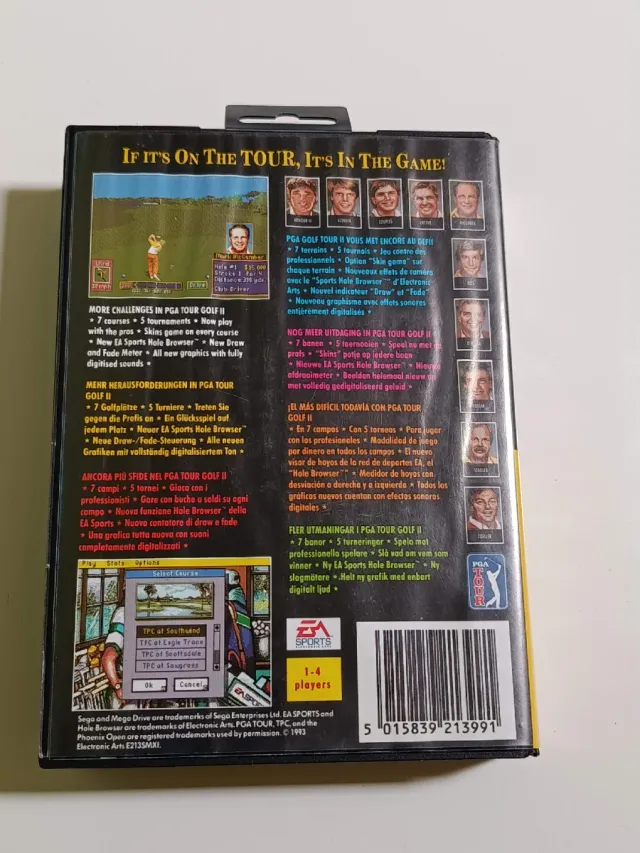 IF IT'S ON THE TOUR, IT'S IN THE GAME!
Hole #1
Stroke 1 Par 4
MORE CHALLENGES IN PGA TOUR GOLF II
• 7 courses • 5 tournaments • Now play
with the pros • Skins game on every course
• New EA Sports Hole Browser™ • New Draw
and Fade Meter • All new graphics with fully
digitised sounds •
MEHR HERAUSFORDERUNGEN IN PGA TOUR
GOLF II
• 7 Golfplätze • 5 Turniere • Treten Sie
gegen die Profis an • Ein Glücksspiel auf
jedem Platz • Neuer EA Sports Hole Browser™
• Neue Draw-/Fade-Steuerung • Alle neuen
Grafiken mit vollständig digitalisiertem Ton •
ANCORA PIÙ SFIDE NEL PGA TOUR GOLF II
• 7 campi • 5 tornei • Gioca con i
professionisti • Gare con buche a soldi su ogni
campo • Nuova funzione Hole Browser™ della
EA Sports • Nuovo contatore di draw e fade
• Una grafica tutta nuova con suoni
completamente digitalizzati •
Play Stats Options
Select Course
TPC at Southwind
TPC at Eagle Trace
TPC at Scottsdale
TPC at Sawgrass
Ok Cancel
PGA GOLF TOUR II VOUS MET ENCORE AU DEFI!
• 7 terrains • 5 tournois • Jeu contre des
professionnels • Option "Skin game" sur
chaque terrain • Nouveaux effets de caméra
avec le "Sports Hole Browser™" d'Electronic
Arts • Nouvel indicateur "Draw" et "Fade"
• Nouveau graphisme avec effets sonores
entièrement digitalisés •
NOG MEER UITDAGING IN PGA TOUR GOLF II
• 7 banen • 5 toernooien • Speel nu met
profs • "Skins" potje op iedere baan
• Nieuwe EA Sports Hole Browser™ • Nieuwe
afdraaimeter • Beelden helemaal nieuw op
met volledig gedigitaliseerd geluid •
¡EL MÁS DIFÍCIL TODAVÍA CON PGA TOUR
GOLF II
• En 7 campos • Con 5 torneos • Para jugar
con los profesionales • Modalidad de juego
por dinero en todos los campos • El nuevo
visor de hoyos de la red de deportes EA, el
"Hole Browser™" • Medidor de hoyos con
desviación a derecha y a izquierda • Todos los
gráficos nuevos cuentan con efectos sonoros
digitales •
FLER UTMANINGAR I PGA TOUR GOLF II
• 7 banor • 5 turneringar • Spela mot
professionella spelare • Slå vad om vem som
vinner • Ny EA Sports Hole Browser™ • Ny
slagmätare • Helt ny grafik med enbart
digitalt ljud •
PGA
TOUR
EA
SPORTS
ELECTRONIC ARTS
1-4
players
5 015839 213991
Sega and Mega Drive are trademarks of Sega Enterprises Ltd. EA SPORTS and
Hole Browser are trademarks of Electronic Arts. PGA TOUR, TPC, and the
Phoenix Open are registered trademarks used by permission. © 1993
Electronic Arts E213SMXI.